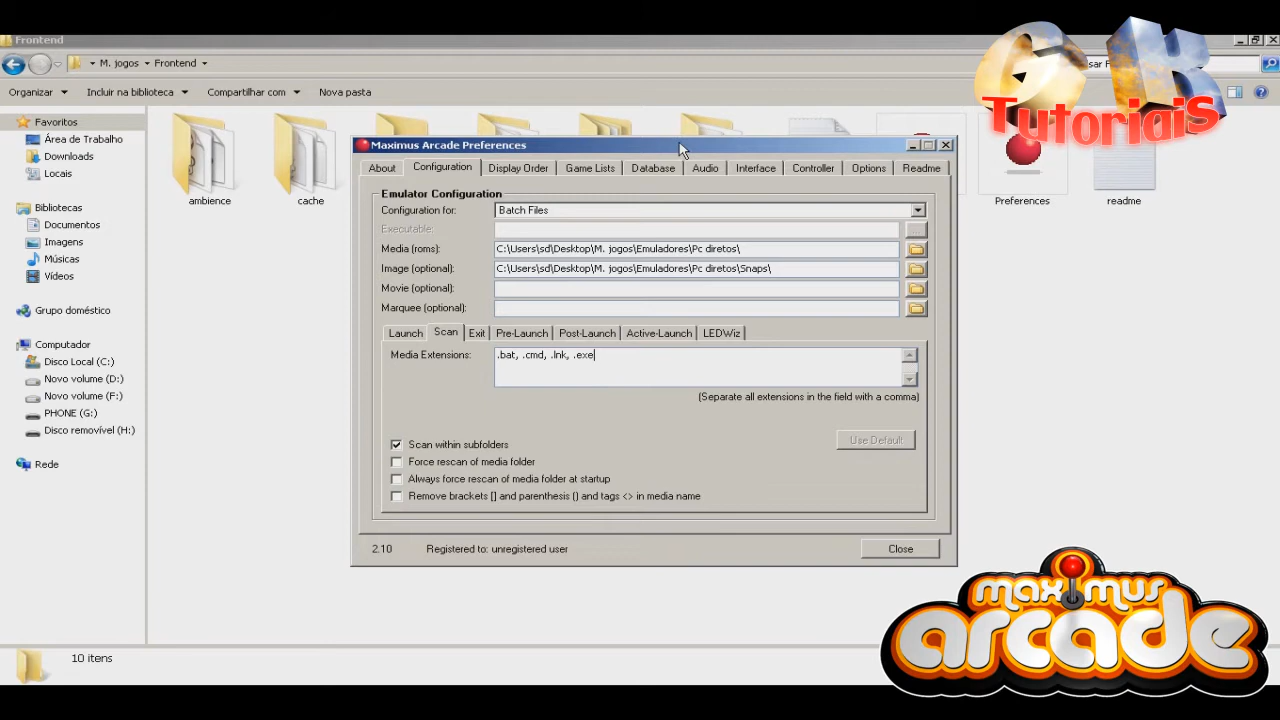 Frontend
M. jogos Frontend
Organizar Incluir na biblioteca Compartilhar com Nova pasta
Favoritos
Área de Trabalho
Downloads
Locais
Bibliotecas
Documentos
Imagens
Músicas
Vídeos
Grupo doméstico
Computador
Disco Local (C:)
Novo volume (D:)
Novo volume (F:)
PHONE (G:)
Disco removível (H:)
Rede
ambience
cache
Preferences
readme
GK
Tutoriais
Maximus Arcade Preferences
About Configuration Display Order Game Lists Database Audio Interface Controller Options Readme
Emulator Configuration
Configuration for: Batch Files
Executable: ...
Media (roms): C:\Users\sd\Desktop\M. jogos\Emuladores\Pc diretos\
Image (optional): C:\Users\sd\Desktop\M. jogos\Emuladores\Pc diretos\Snaps\
Movie (optional):
Marquee (optional):
Launch Scan Exit Pre-Launch Post-Launch Active-Launch LEDWiz
Media Extensions: .bat, .cmd, .lnk, .exe
(Separate all extensions in the field with a comma)
Use Default
Scan within subfolders
Force rescan of media folder
Always force rescan of media folder at startup
Remove brackets [] and parenthesis () and tags <> in media name
2.10 Registered to: unregistered user Close
10 itens
maximus
arcade